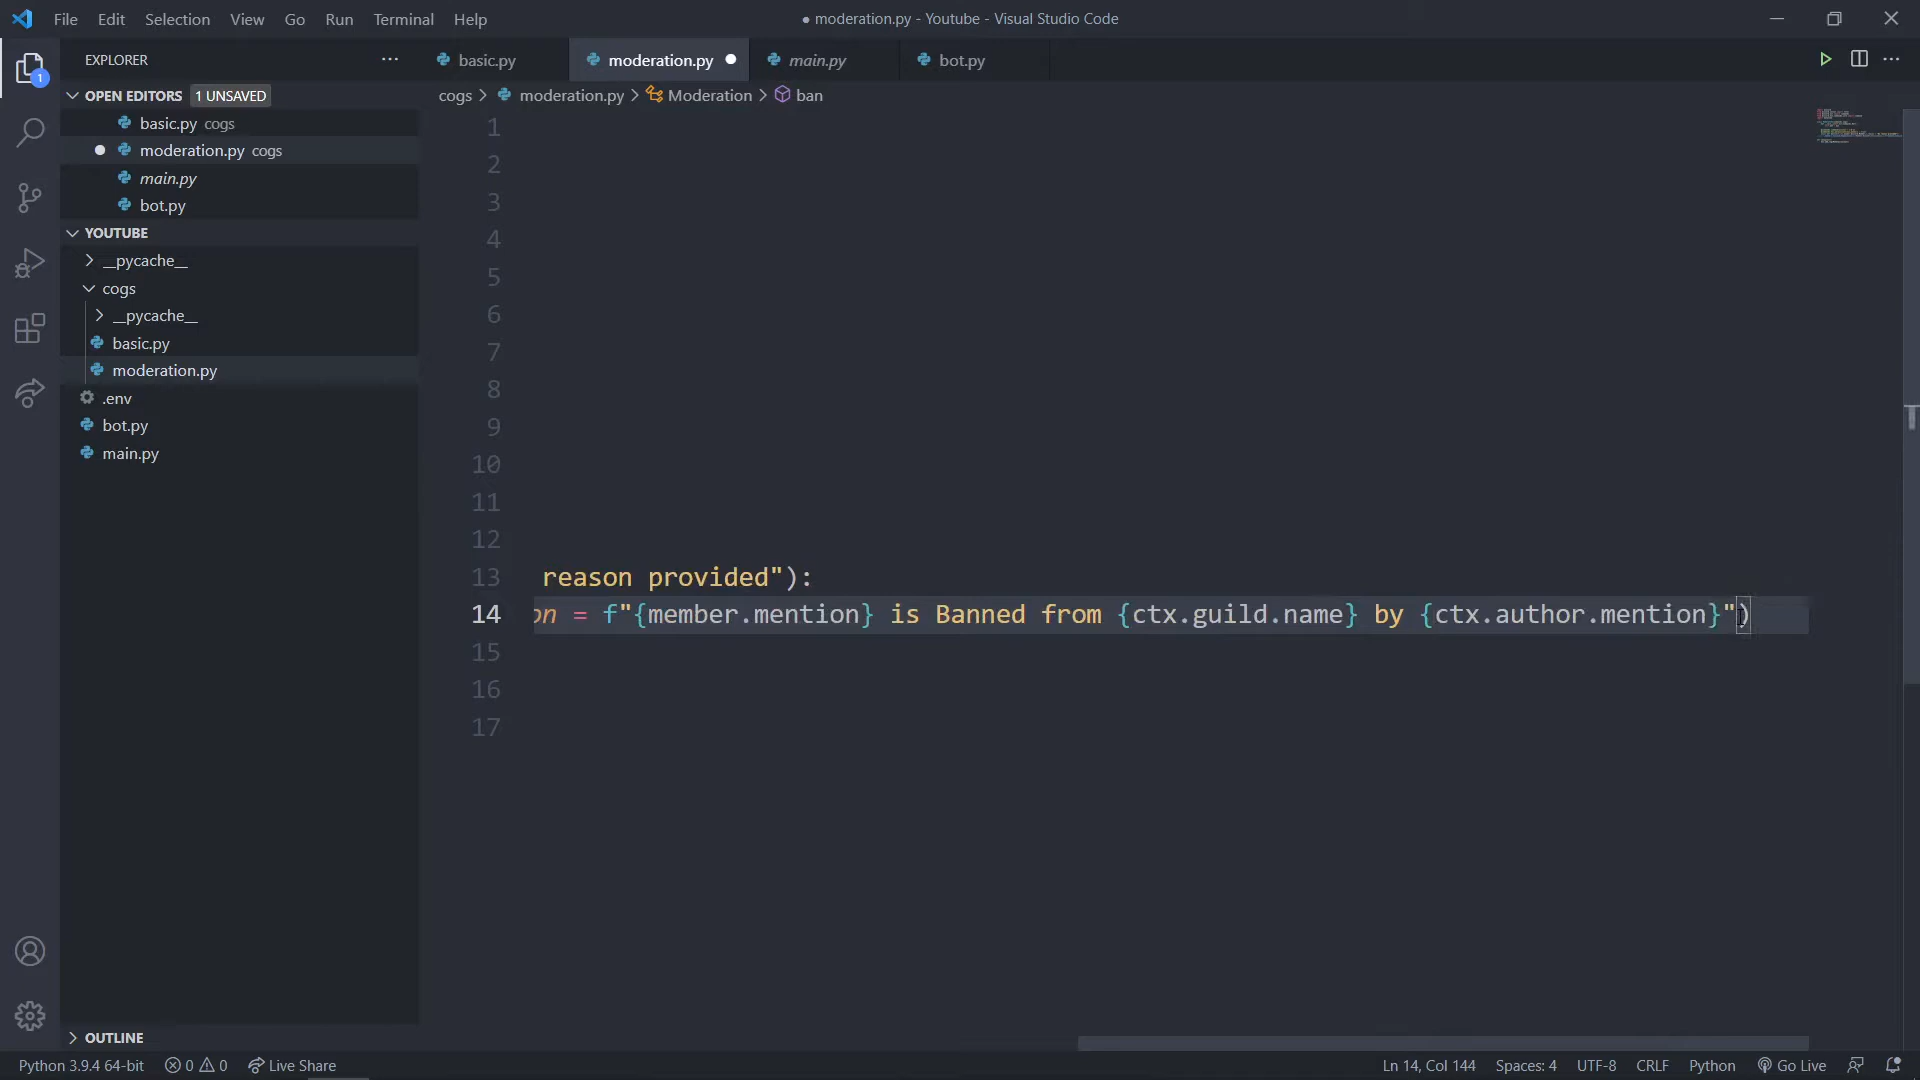 File Edit Selection View Go Run Terminal Help
● moderation.py - Youtube - Visual Studio Code
1
EXPLORER
basic.py
moderation.py
main.py
bot.py
OPEN EDITORS 1 UNSAVED
cogs > moderation.py > Moderation > ban
basic.py cogs
moderation.py cogs
main.py
bot.py
YOUTUBE
__pycache__
cogs
__pycache__
basic.py
moderation.py
.env
bot.py
main.py
1
2
3
4
5
6
7
8
9
10
11
12
13 reason provided"):
14 on = f"{member.mention} is Banned from {ctx.guild.name} by {ctx.author.mention}")
15
16
17
OUTLINE
Python 3.9.4 64-bit 0 0 Live Share Ln 14, Col 144 Spaces: 4 UTF-8 CRLF Python Go Live